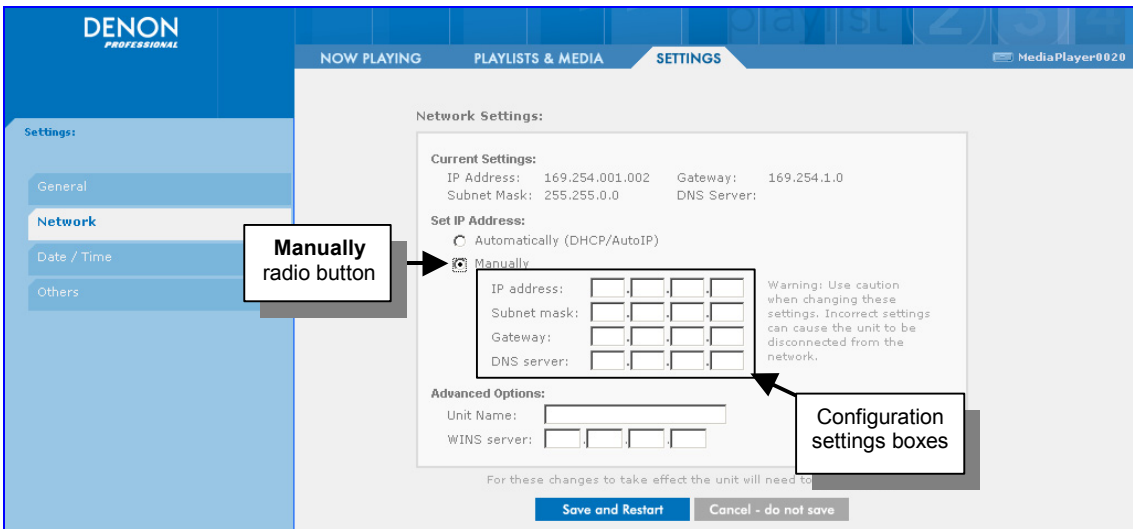 DENON
PROFESSIONAL
playlist 2 3 4
NOW PLAYING PLAYLISTS & MEDIA SETTINGS MediaPlayer0020
Settings:
General
Network
Date / Time
Others
Network Settings:
Current Settings:
IP Address: 169.254.001.002 Gateway: 169.254.1.0
Subnet Mask: 255.255.0.0 DNS Server:
Set IP Address:
Automatically (DHCP/AutoIP)
Manually
radio button
Manually
IP address: . . .
Subnet mask: . . .
Gateway: . . .
DNS server: . . .
Warning: Use caution
when changing these
settings. Incorrect settings
can cause the unit to be
disconnected from the
network.
Advanced Options:
Unit Name:
WINS server: . . .
Configuration
settings boxes
For these changes to take effect the unit will need to
Save and Restart Cancel - do not save